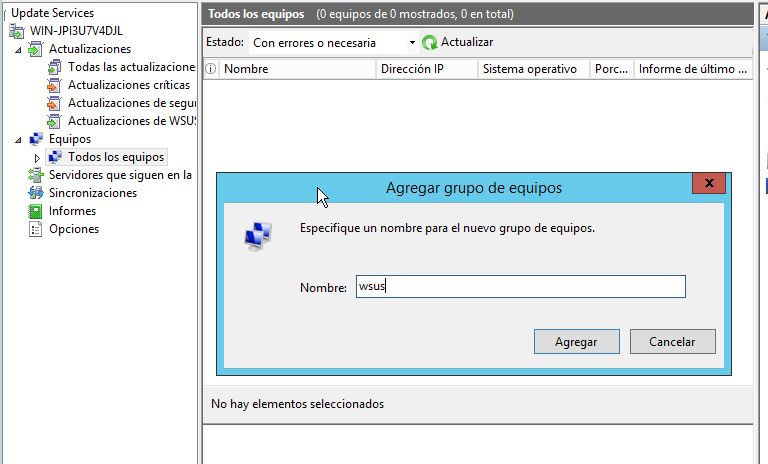 Update Services
WIN-JPI3U7V4DJL
Actualizaciones
Todas las actualizacione
Actualizaciones críticas
Actualizaciones de segur
Actualizaciones de WSUS
Equipos
Todos los equipos
Servidores que siguen en la
Sincronizaciones
Informes
Opciones
Todos los equipos (0 equipos de 0 mostrados, 0 en total)
Estado: Con errores o necesaria Actualizar
Nombre Dirección IP Sistema operativo Porc... Informe de último ...
Agregar grupo de equipos
x
Especifique un nombre para el nuevo grupo de equipos.
Nombre: wsus
Agregar Cancelar
No hay elementos seleccionados